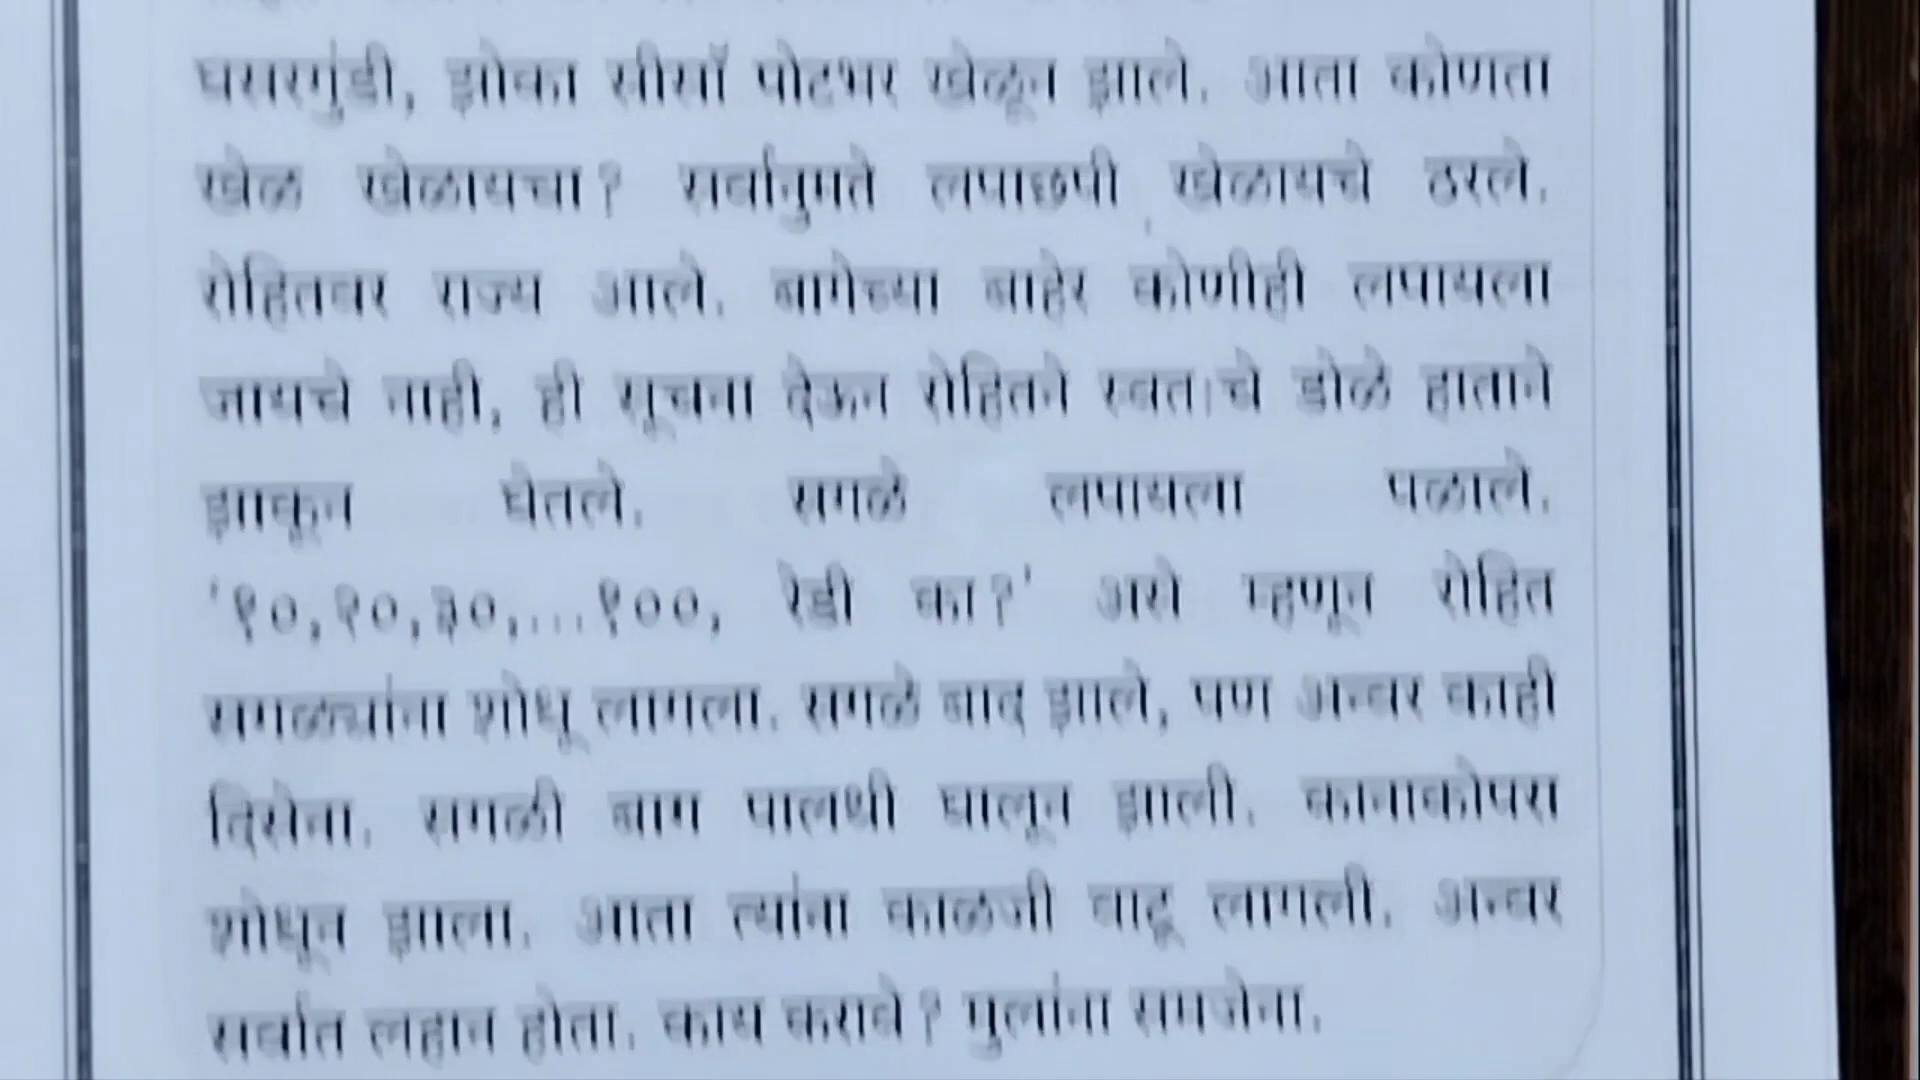 घसरगुंडी, झोका सीसॉ पोटभर खेळून झाले. आता कोणता
खेळ खेळायचा? सर्वानुमते लपाछपी खेळायचे ठरले.
रोहितवर राज्य आले. बागेच्या बाहेर कोणीही लपायला
जायचे नाही, ही सूचना देऊन रोहितने स्वतःचे डोळे हाताने
झाकून घेतले. सगळे लपायला पळाले.
'१०,२०,३०,...१००, रेडी का?' असे म्हणून रोहित
सगळ्यांना शोधू लागला. सगळे बाद झाले, पण अन्वर काही
दिसेना. सगळी बाग पालथी घालून झाली. कानाकोपरा
शोधून झाला. आता त्यांना काळजी वाटू लागली. अन्वर
सर्वांत लहान होता. काय करावे? मुलांना समजेना.